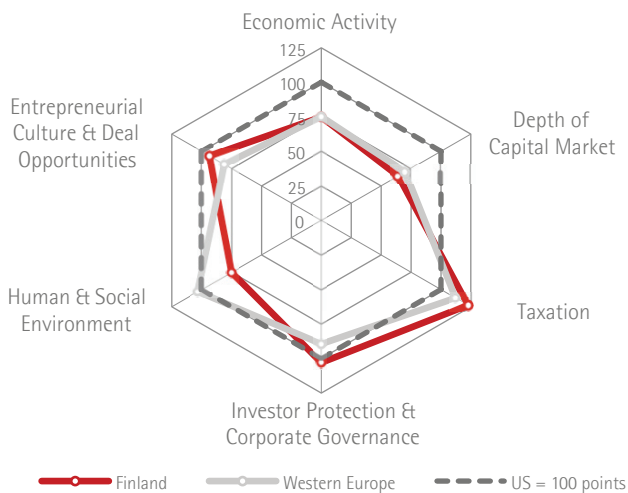 Economic Activity
125
100
75
50
25
0
Entrepreneurial
Culture & Deal
Opportunities
Depth of
Capital Market
Human & Social
Environment
Taxation
Investor Protection &
Corporate Governance
Finland
Western Europe
US = 100 points